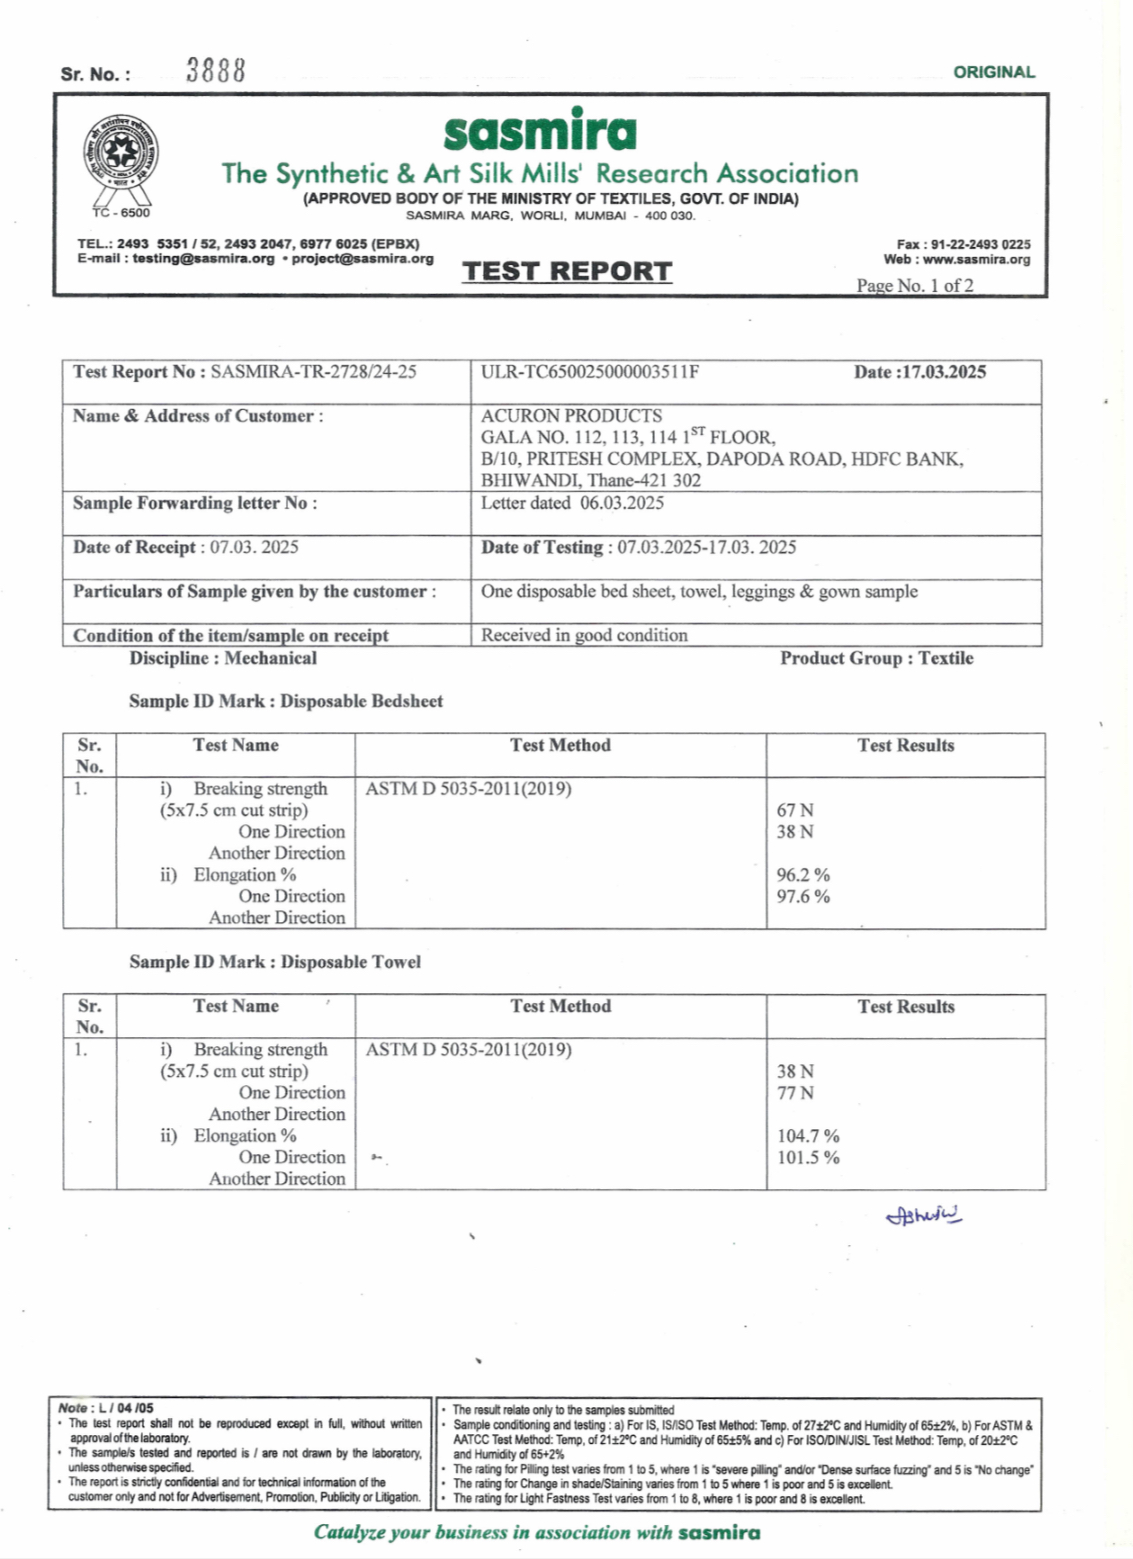 Sr. No. : 3888
ORIGINAL
TC - 6500
sasmira
The Synthetic & Art Silk Mills' Research Association
(APPROVED BODY OF THE MINISTRY OF TEXTILES, GOVT. OF INDIA)
SASMIRA MARG, WORLI, MUMBAI - 400 030.
TEL.: 2493 5351 / 52, 2493 2047, 6977 6025 (EPBX)
E-mail : testing@sasmira.org • project@sasmira.org
Fax : 91-22-2493 0225
Web : www.sasmira.org
TEST REPORT
Page No. 1 of 2
Test Report No : SASMIRA-TR-2728/24-25 ULR-TC650025000003511F Date :17.03.2025
Name & Address of Customer : ACURON PRODUCTS
GALA NO. 112, 113, 114 1ST FLOOR,
B/10, PRITESH COMPLEX, DAPODA ROAD, HDFC BANK,
BHIWANDI, Thane-421 302
Sample Forwarding letter No : Letter dated 06.03.2025
Date of Receipt : 07.03. 2025 Date of Testing : 07.03.2025-17.03. 2025
Particulars of Sample given by the customer : One disposable bed sheet, towel, leggings & gown sample
Condition of the item/sample on receipt Received in good condition
Discipline : Mechanical Product Group : Textile
Sample ID Mark : Disposable Bedsheet
Sr. No. Test Name Test Method Test Results
1. i) Breaking strength ASTM D 5035-2011(2019)
(5x7.5 cm cut strip) 67 N
One Direction 38 N
Another Direction
ii) Elongation % 96.2 %
One Direction 97.6 %
Another Direction
Sample ID Mark : Disposable Towel
Sr. No. Test Name Test Method Test Results
1. i) Breaking strength ASTM D 5035-2011(2019)
(5x7.5 cm cut strip) 38 N
One Direction 77 N
Another Direction
ii) Elongation % 104.7 %
One Direction 101.5 %
Another Direction
Note : L / 04 /05
• The test report shall not be reproduced except in full, without written
approval of the laboratory.
• The sample/s tested and reported is / are not drawn by the laboratory,
unless otherwise specified.
• The report is strictly confidential and for technical information of the
customer only and not for Advertisement, Promotion, Publicity or Litigation.
• The result relate only to the samples submitted
• Sample conditioning and testing : a) For IS, IS/ISO Test Method: Temp. of 27±2°C and Humidity of 65±2%, b) For ASTM &
AATCC Test Method: Temp, of 21±2°C and Humidity of 65±5% and c) For ISO/DIN/JISL Test Method: Temp, of 20±2°C
and Humidity of 65+2%
• The rating for Pilling test varies from 1 to 5, where 1 is "severe pilling" and/or "Dense surface fuzzing" and 5 is "No change"
• The rating for Change in shade/Staining varies from 1 to 5 where 1 is poor and 5 is excellent.
• The rating for Light Fastness Test varies from 1 to 8, where 1 is poor and 8 is excellent.
Catalyze your business in association with sasmira